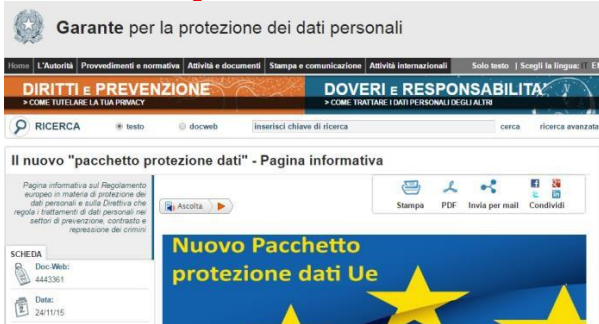 Garante per la protezione dei dati personali
Home L'Autorità Provvedimenti e normativa Attività e documenti Stampa e comunicazione Attività internazionali Solo testo | Scegli la lingua: IT
DIRITTI E PREVENZIONE
> COME TUTELARE LA TUA PRIVACY
DOVERI E RESPONSABILITA'
> COME TRATTARE I DATI PERSONALI DEGLI ALTRI
RICERCA testo docweb inserisci chiave di ricerca cerca ricerca avanzata
Il nuovo "pacchetto protezione dati" - Pagina informativa
Pagina informativa sul Regolamento
europeo in materia di protezione dei
dati personali e sulla Direttiva che
regola i trattamenti di dati personali nei
settori di prevenzione, contrasto e
repressione dei crimini
Ascolta
Stampa PDF Invia per mail Condividi
SCHEDA
Doc-Web:
4443361
Data:
24/11/15
Nuovo Pacchetto
protezione dati Ue